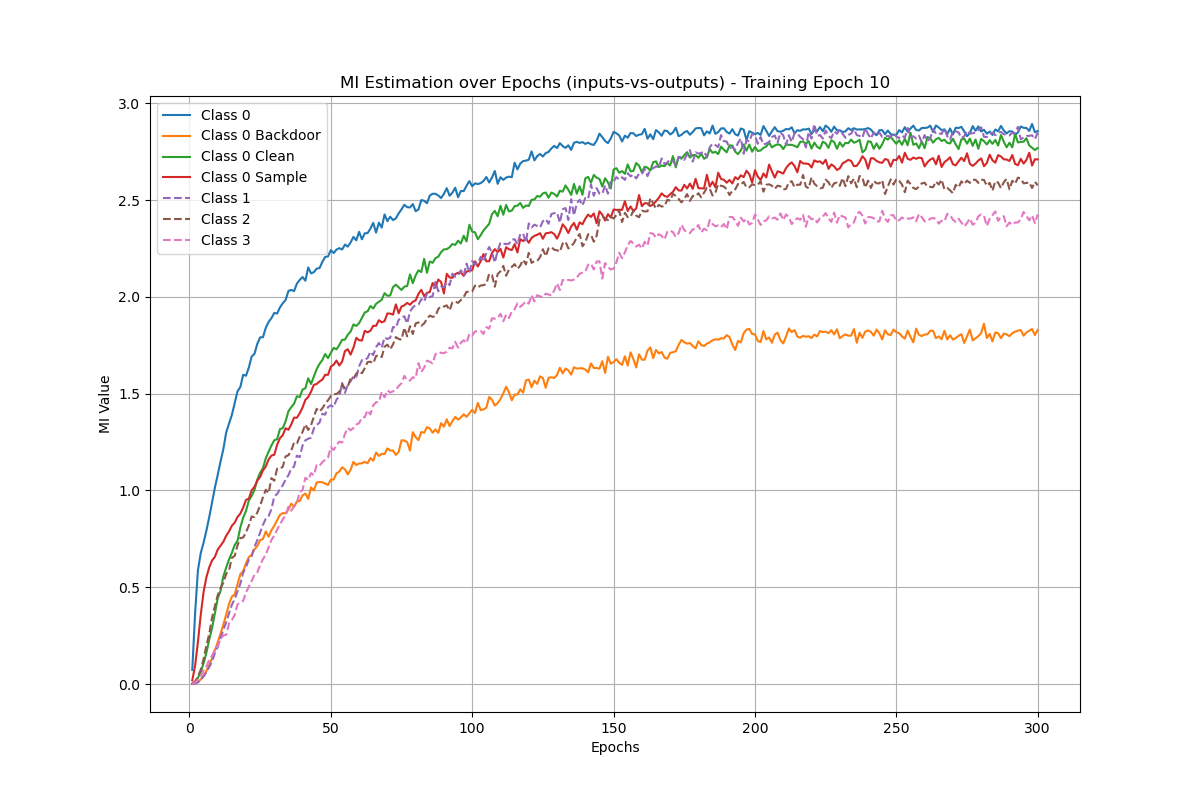 MI Estimation over Epochs (inputs-vs-outputs) - Training Epoch 10
Class 0
Class 0 Backdoor
Class 0 Clean
Class 0 Sample
Class 1
Class 2
Class 3
MI Value
3.0
2.5
2.0
1.5
1.0
0.5
0.0
0 50 100 150 200 250 300
Epochs